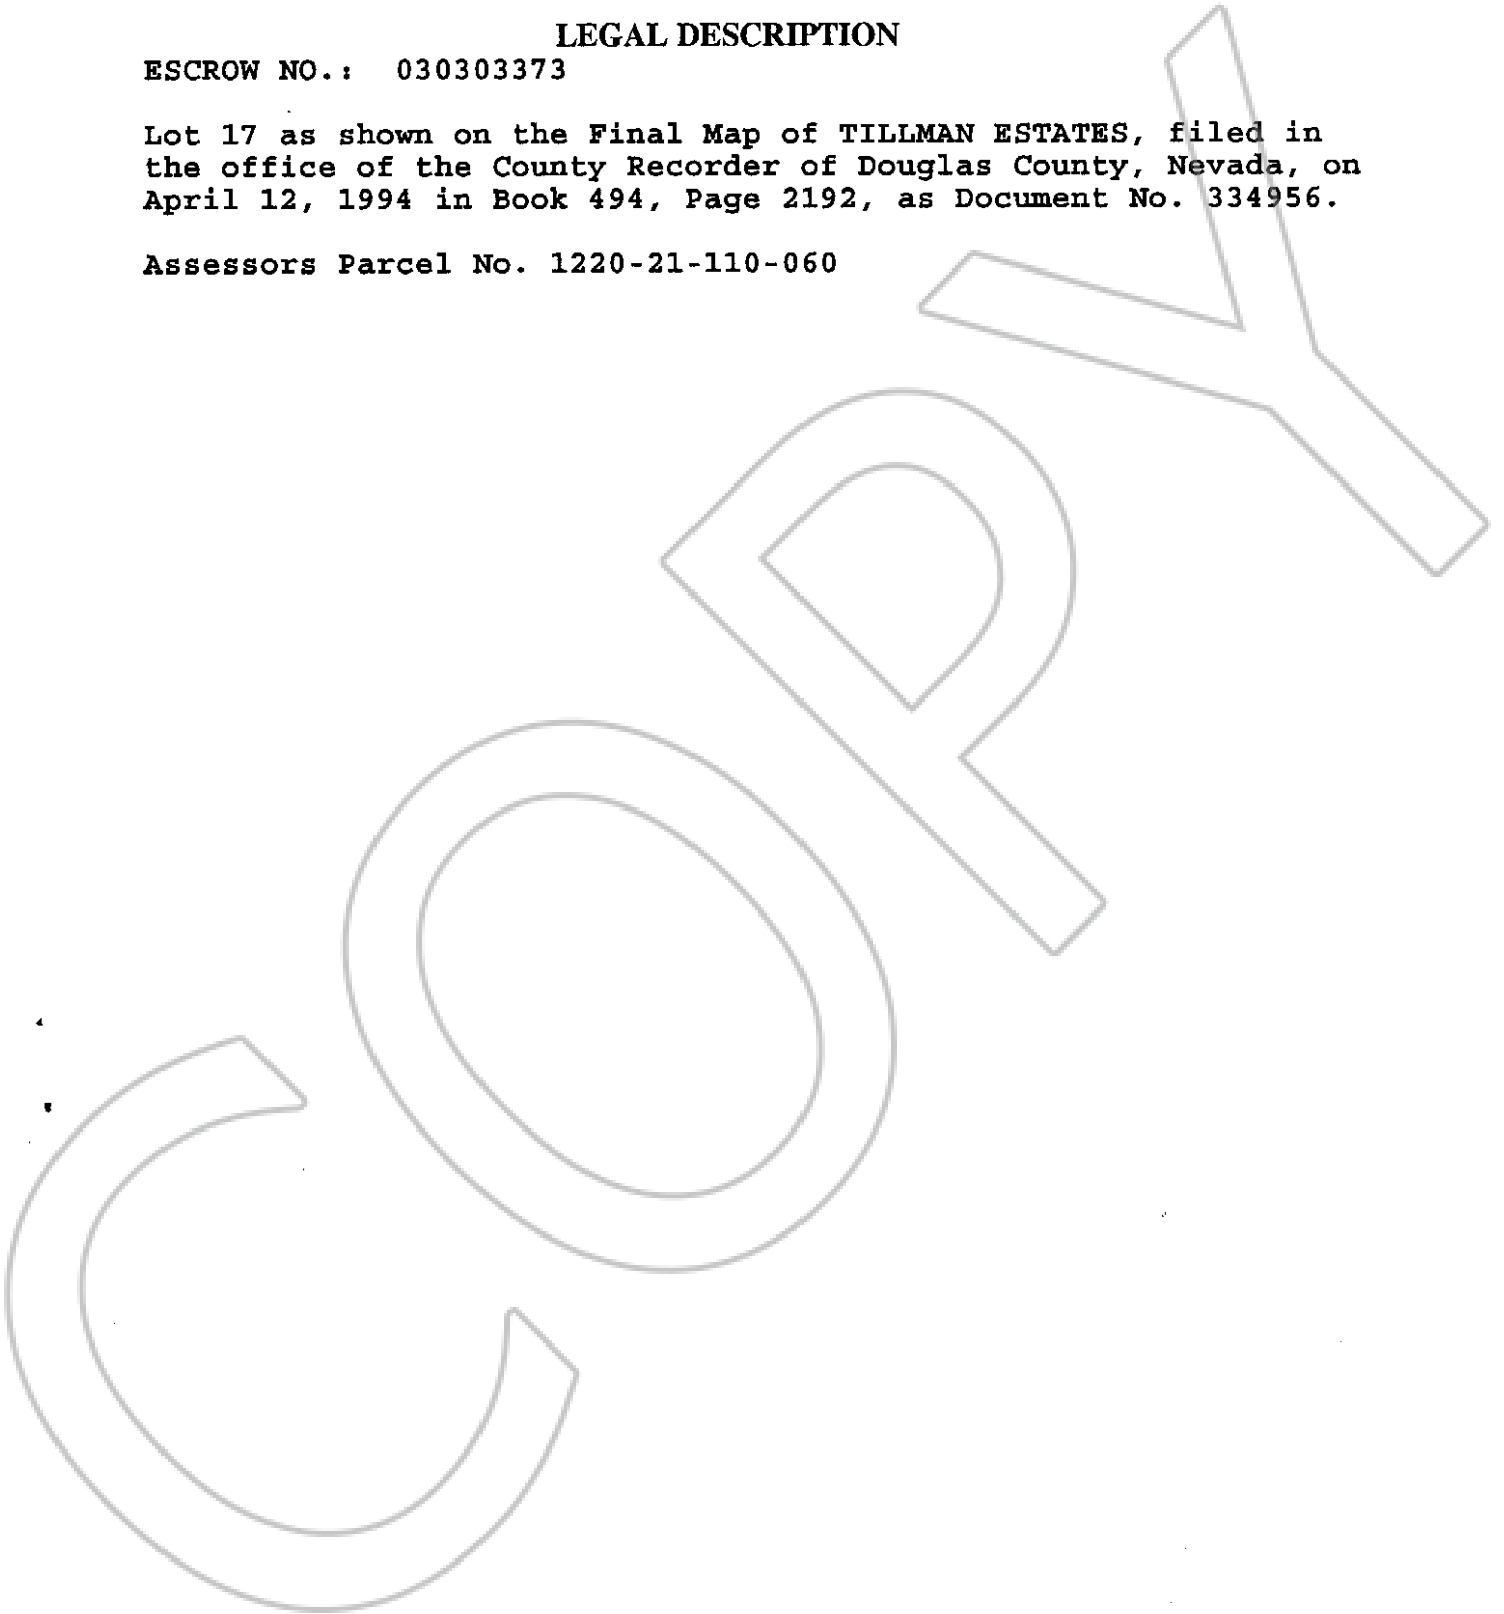 LEGAL DESCRIPTION
ESCROW NO.: 030303373
Lot 17 as shown on the Final Map of TILLMAN ESTATES, filed in
the office of the County Recorder of Douglas County, Nevada, on
April 12, 1994 in Book 494, Page 2192, as Document No. 334956.
Assessors Parcel No. 1220-21-110-060
COPY